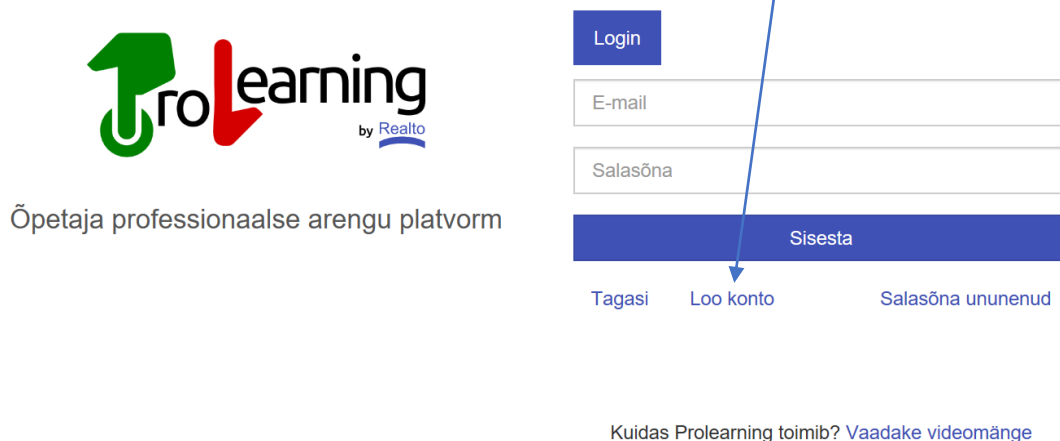 ProLearning
by Realto
Õpetaja professionaalse arengu platvorm
Login
E-mail
Salasõna
Sisesta
Tagasi Loo konto Salasõna ununenud
Kuidas Prolearning toimib? Vaadake videomänge